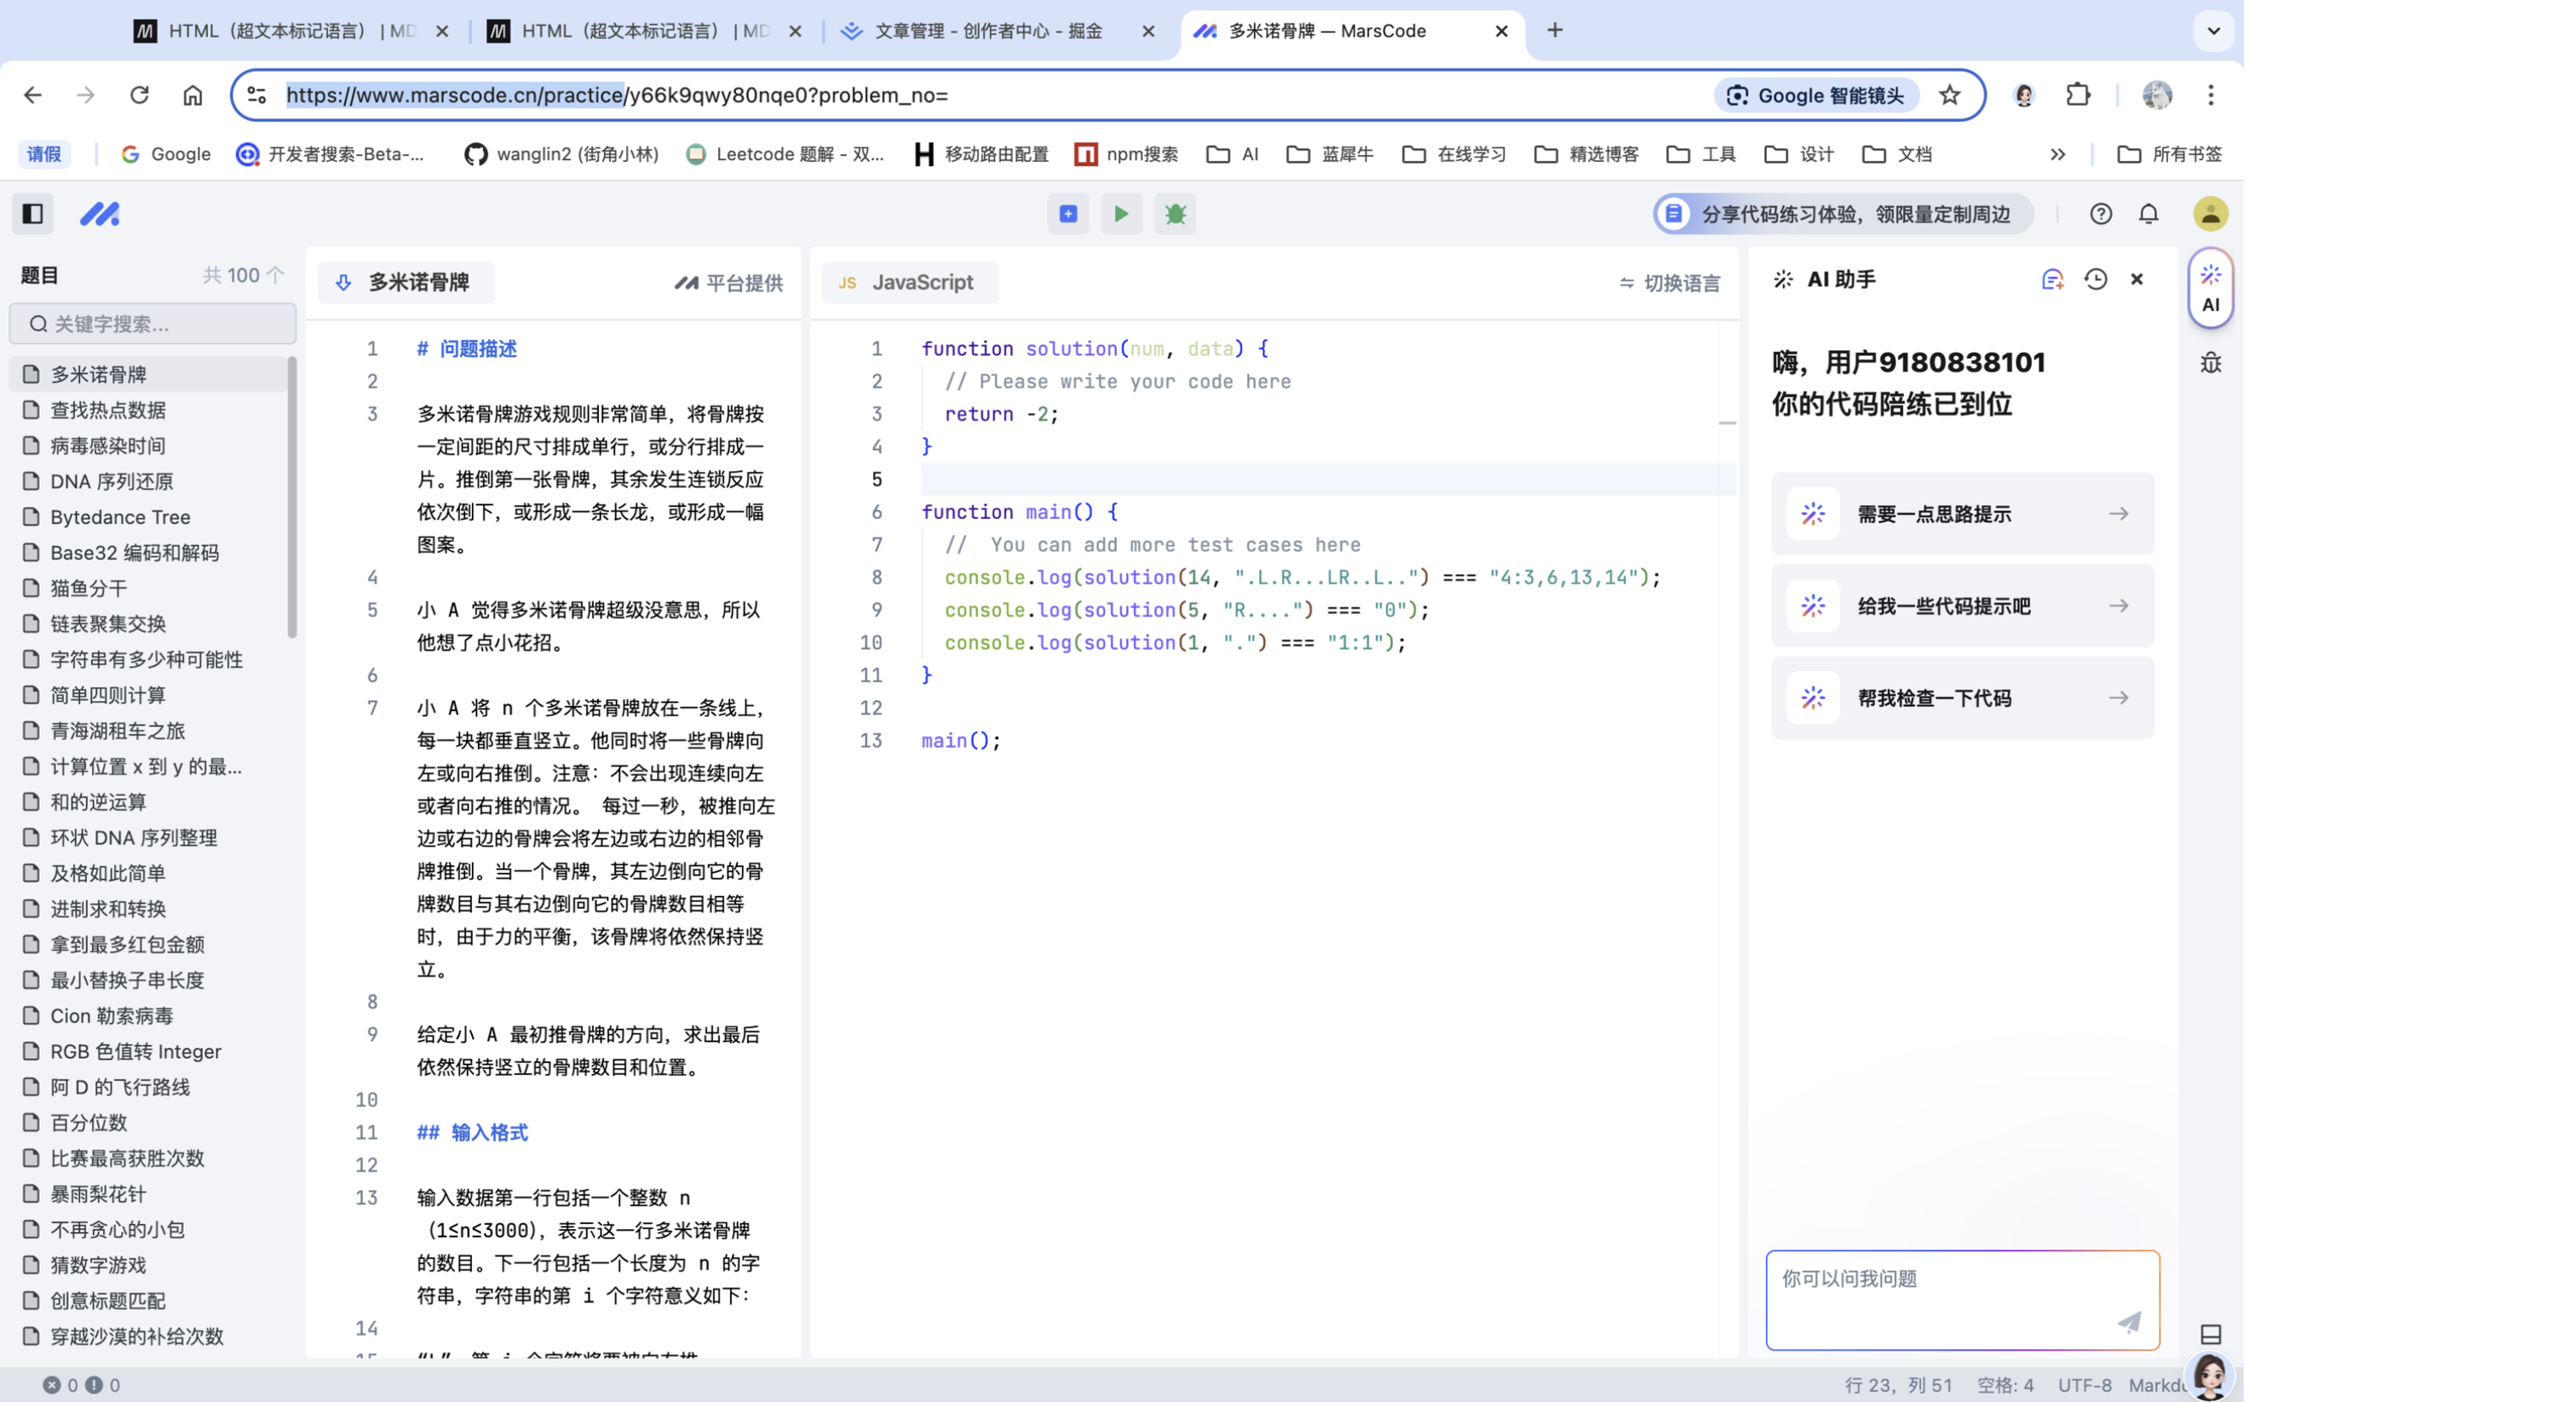 HTML（超文本标记语言） | MD
HTML（超文本标记语言） | MD
文章管理 - 创作者中心 - 掘金
多米诺骨牌 — MarsCode
https://www.marscode.cn/practice/y66k9qwy80nqe0?problem_no=
Google 智能镜头
请假
Google
开发者搜索-Beta-...
wanglin2 (街角小林)
Leetcode 题解 - 双...
移动路由配置
npm搜索
AI
蓝犀牛
在线学习
精选博客
工具
设计
文档
所有书签
分享代码练习体验，领限量定制周边
题目
共 100 个
关键字搜索...
多米诺骨牌
查找热点数据
病毒感染时间
DNA 序列还原
Bytedance Tree
Base32 编码和解码
猫鱼分干
链表聚集交换
字符串有多少种可能性
简单四则计算
青海湖租车之旅
计算位置 x 到 y 的最...
和的逆运算
环状 DNA 序列整理
及格如此简单
进制求和转换
拿到最多红包金额
最小替换子串长度
Cion 勒索病毒
RGB 色值转 Integer
阿 D 的飞行路线
百分位数
比赛最高获胜次数
暴雨梨花针
不再贪心的小包
猜数字游戏
创意标题匹配
穿越沙漠的补给次数
多米诺骨牌
平台提供
1 # 问题描述
2
3 多米诺骨牌游戏规则非常简单，将骨牌按
一定间距的尺寸排成单行，或分行排成一
片。推倒第一张骨牌，其余发生连锁反应
依次倒下，或形成一条长龙，或形成一幅
图案。
4
5 小 A 觉得多米诺骨牌超级没意思，所以
他想了点小花招。
6
7 小 A 将 n 个多米诺骨牌放在一条线上，
每一块都垂直竖立。他同时将一些骨牌向
左或向右推倒。注意：不会出现连续向左
或者向右推的情况。 每过一秒，被推向左
边或右边的骨牌会将左边或右边的相邻骨
牌推倒。当一个骨牌，其左边倒向它的骨
牌数目与其右边倒向它的骨牌数目相等
时，由于力的平衡，该骨牌将依然保持竖
立。
8
9 给定小 A 最初推骨牌的方向，求出最后
依然保持竖立的骨牌数目和位置。
10
11 ## 输入格式
12
13 输入数据第一行包括一个整数 n
（1≤n≤3000），表示这一行多米诺骨牌
的数目。下一行包括一个长度为 n 的字
符串，字符串的第 i 个字符意义如下：
14
JS JavaScript
切换语言
1 function solution(num, data) {
2 // Please write your code here
3 return -2;
4 }
5
6 function main() {
7 //  You can add more test cases here
8 console.log(solution(14, ".L.R...LR..L..") === "4:3,6,13,14");
9 console.log(solution(5, "R....") === "0");
10 console.log(solution(1, ".") === "1:1");
11 }
12
13 main();
AI 助手
嗨，用户9180838101
你的代码陪练已到位
需要一点思路提示
给我一些代码提示吧
帮我检查一下代码
你可以问我问题
AI
0 0
行 23，列 51
空格: 4
UTF-8